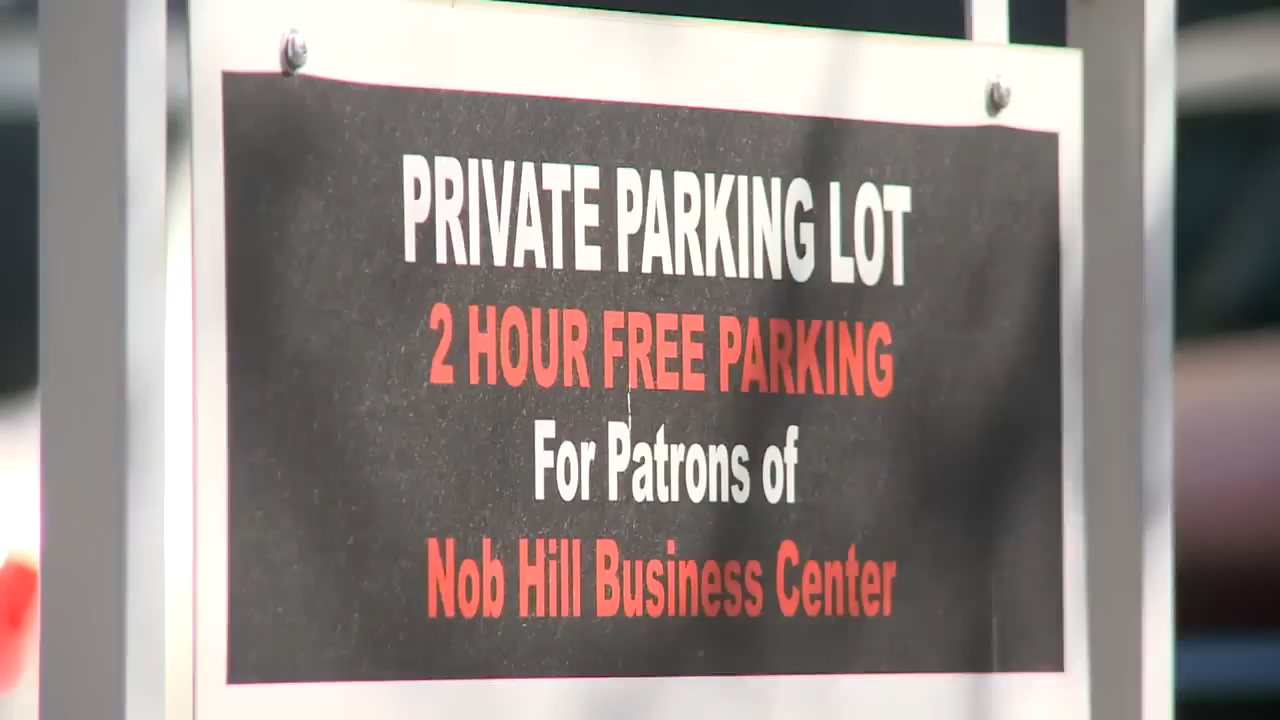 PRIVATE PARKING LOT
2 HOUR FREE PARKING
For Patrons of
Nob Hill Business Center